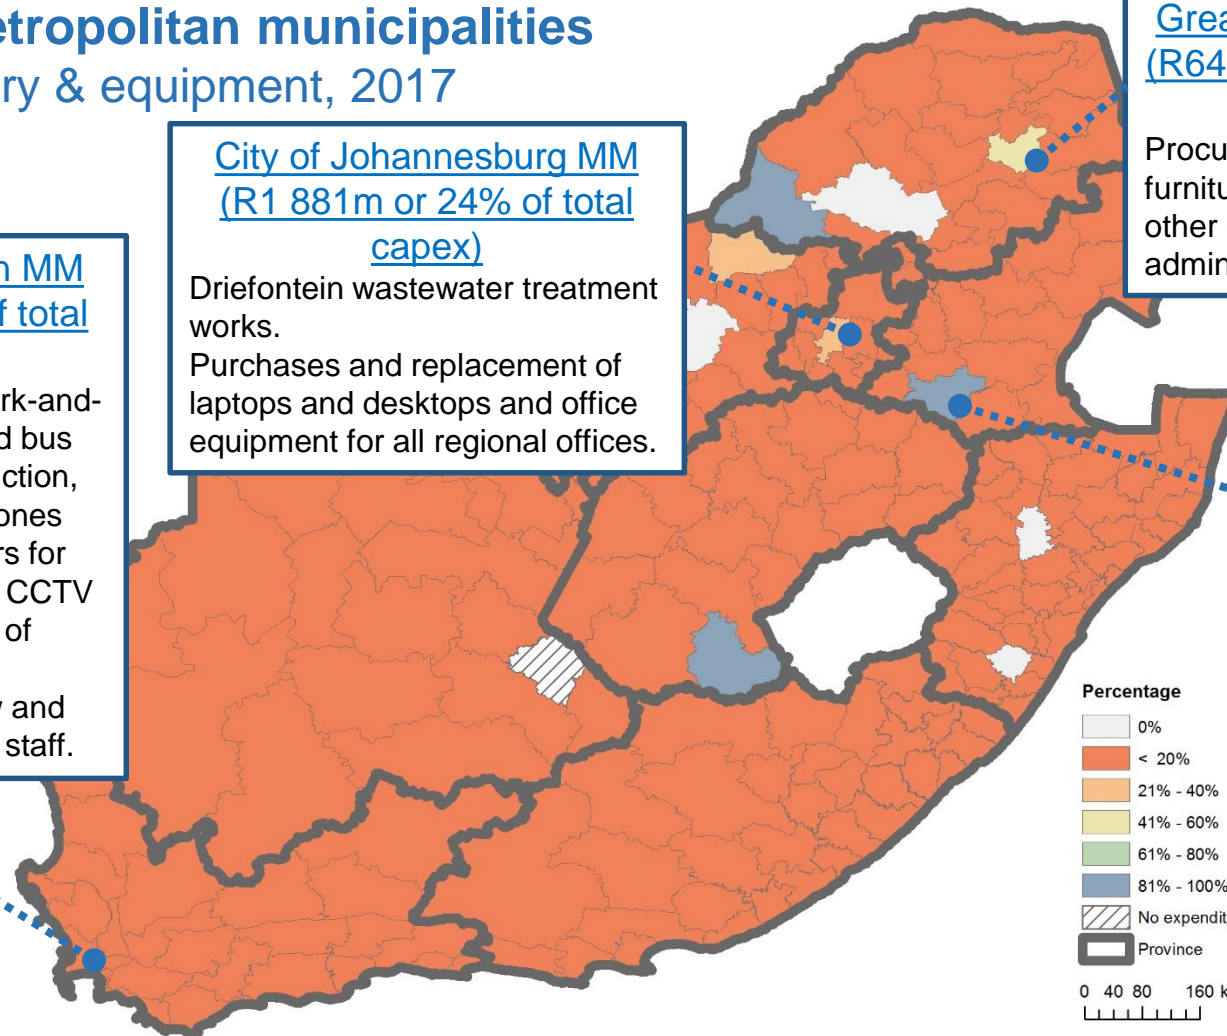 etropolitan municipalities
ry & equipment, 2017
Grea
(R64
Procu
furnitu
other
admin
City of Johannesburg MM
(R1 881m or 24% of total
capex)
Driefontein wastewater treatment
works.
Purchases and replacement of
laptops and desktops and office
equipment for all regional offices.
n MM
f total
rk-and-
d bus
ction,
ones
rs for
CCTV
of
v and
staff.
Percentage
0%
< 20%
21% - 40%
41% - 60%
61% - 80%
81% - 100%
No expendit
Province
0 40 80 160 k